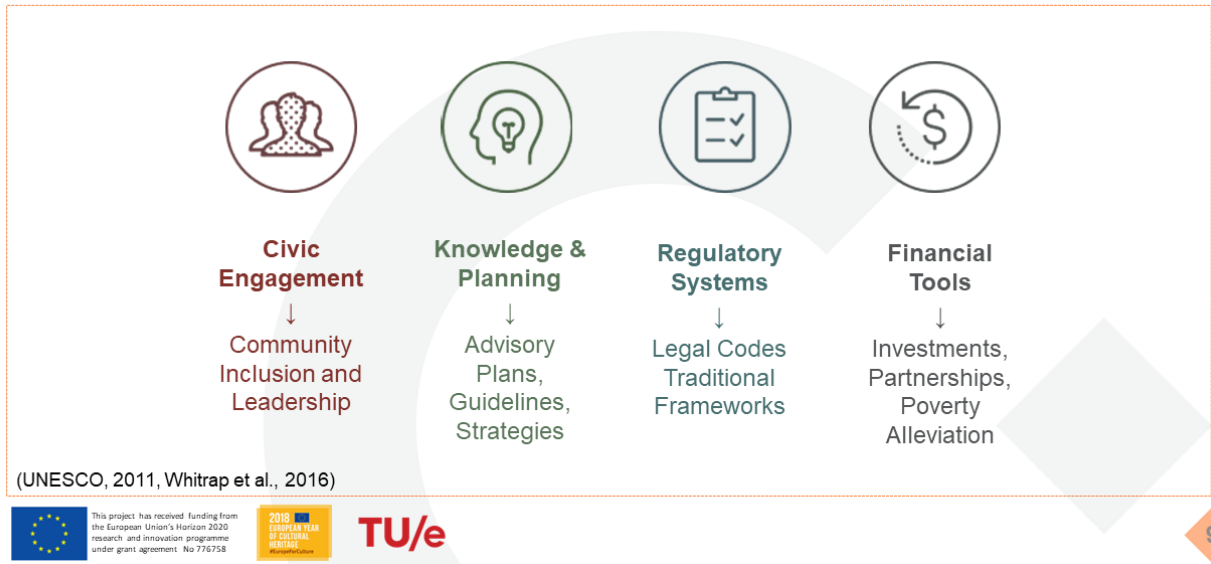 Civic
Engagement
↓
Community
Inclusion and
Leadership
Knowledge &
Planning
↓
Advisory
Plans,
Guidelines,
Strategies
Regulatory
Systems
↓
Legal Codes
Traditional
Frameworks
$
Financial
Tools
↓
Investments,
Partnerships,
Poverty
Alleviation
(UNESCO, 2011, Whitrap et al., 2016)
This project has received funding from
the European Union's Horizon 2020
research and innovation programme
under grant agreement No 776758
2018
EUROPEAN YEAR
OF CULTURAL
HERITAGE
#EuropeForCulture
TU/e
9